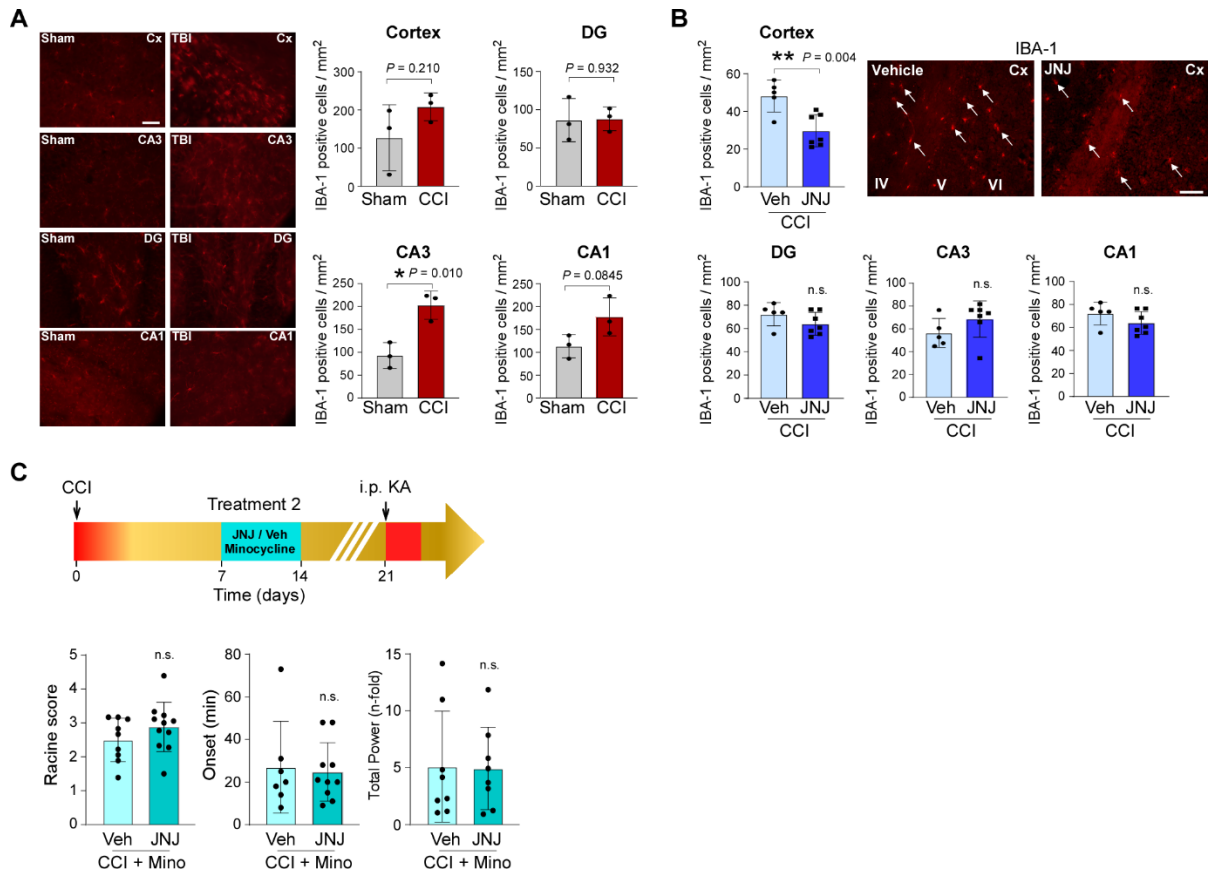 A
Sham Cx
TBI Cx
Sham CA3
TBI CA3
Sham DG
TBI DG
Sham CA1
TBI CA1
Cortex
P = 0.210
IBA-1 positive cells / mm²
300
200
100
0
Sham CCI
DG
P = 0.932
IBA-1 positive cells / mm²
200
150
100
50
0
Sham CCI
CA3
* P = 0.010
IBA-1 positive cells / mm²
250
200
150
100
50
0
Sham CCI
CA1
P = 0.0845
IBA-1 positive cells / mm²
250
200
150
100
50
0
Sham CCI
B
Cortex
** P = 0.004
IBA-1 positive cells / mm²
60
40
20
0
Veh JNJ
CCI
IBA-1
Vehicle Cx
IV V VI
JNJ Cx
DG
n.s.
IBA-1 positive cells / mm²
100
80
60
40
20
0
Veh JNJ
CCI
CA3
n.s.
IBA-1 positive cells / mm²
100
80
60
40
20
0
Veh JNJ
CCI
CA1
n.s.
IBA-1 positive cells / mm²
100
80
60
40
20
0
Veh JNJ
CCI
C
CCI
Treatment 2
i.p. KA
JNJ / Veh
Minocycline
0 7 14 21
Time (days)
n.s.
Racine score
5
4
3
2
1
0
Veh JNJ
CCI + Mino
n.s.
Onset (min)
80
60
40
20
0
Veh JNJ
CCI + Mino
n.s.
Total Power (n-fold)
15
10
5
0
Veh JNJ
CCI + Mino